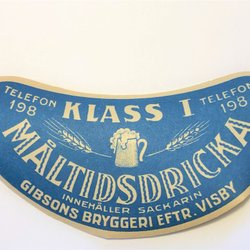 TELEFON 198
KLASS I
TELEFON 198
MÅLTIDSDRICKA
INNEHÅLLER SACKARIN
GIBSONS BRYGGERI EFTR. VISBY